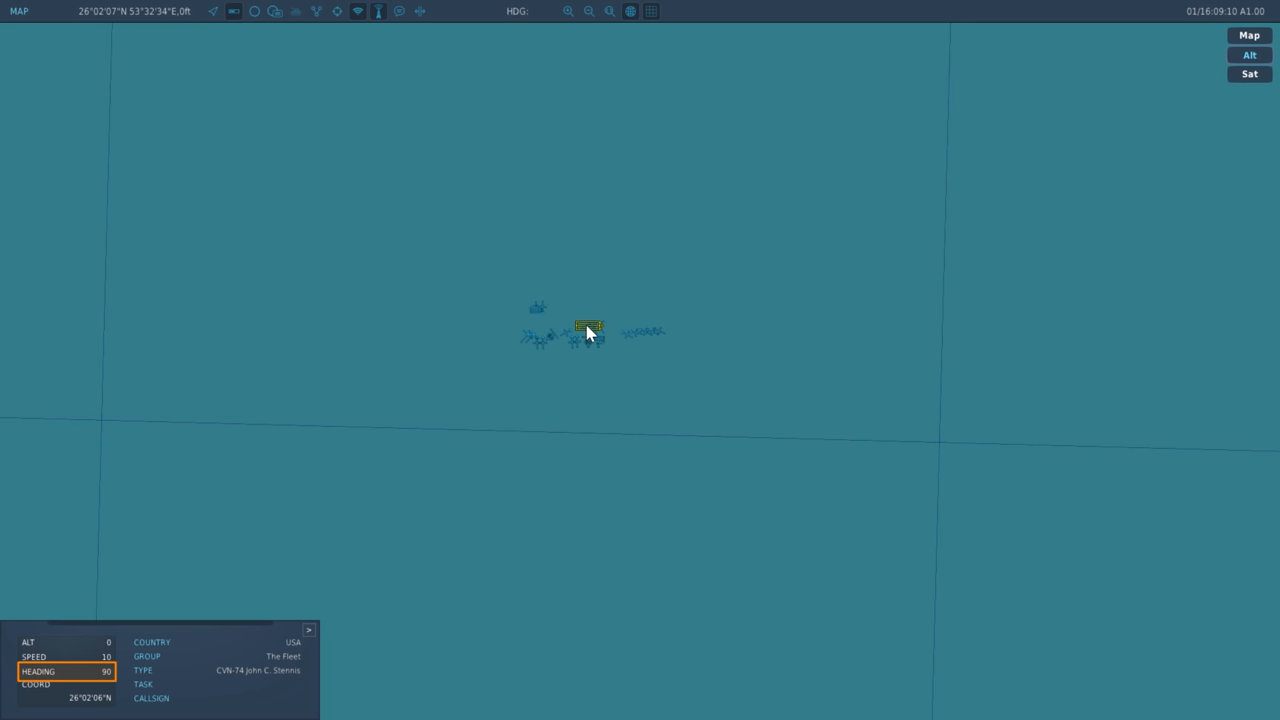 MAP 26°02'07"N 53°32'34"E,0ft HDG: 01/16:09:10 A1.00
Map
Alt
Sat
>
ALT 0 COUNTRY USA
SPEED 10 GROUP The Fleet
HEADING 90 TYPE CVN-74 John C. Stennis
COORD TASK
26°02'06"N CALLSIGN